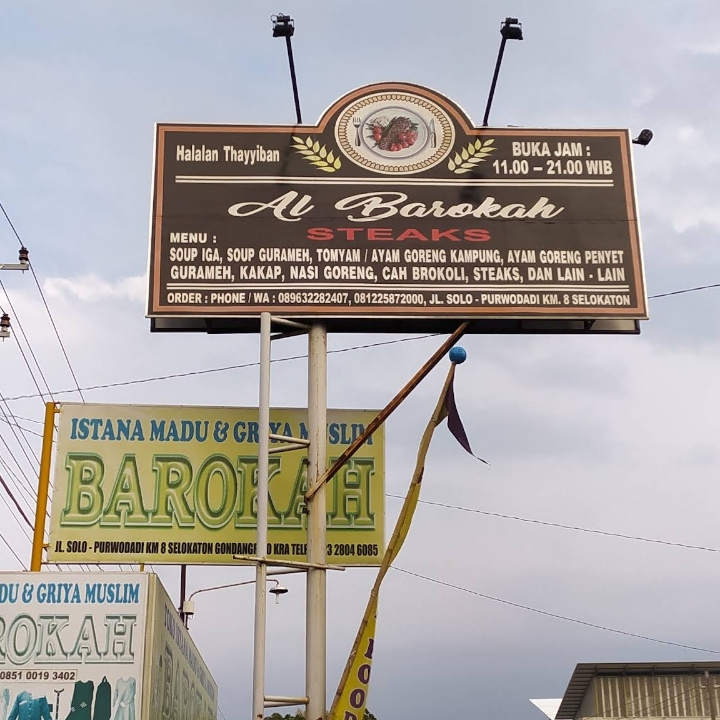 Halalan Thayyiban
BUKA JAM :
11.00 – 21.00 WIB
Al Barokah
STEAKS
MENU :
SOUP IGA, SOUP GURAMEH, TOMYAM / AYAM GORENG KAMPUNG, AYAM GORENG PENYET
GURAMEH, KAKAP, NASI GORENG, CAH BROKOLI, STEAKS, DAN LAIN - LAIN
ORDER : PHONE / WA : 089632282407, 081225872000, JL. SOLO - PURWODADI KM. 8 SELOKATON
ISTANA MADU & GRIYA MUSLIM
BAROKAH
JL. SOLO - PURWODADI KM 8 SELOKATON 2804 6085
DU & GRIYA MUSLIM
ROKAH
0851 0019 3402
FOOD